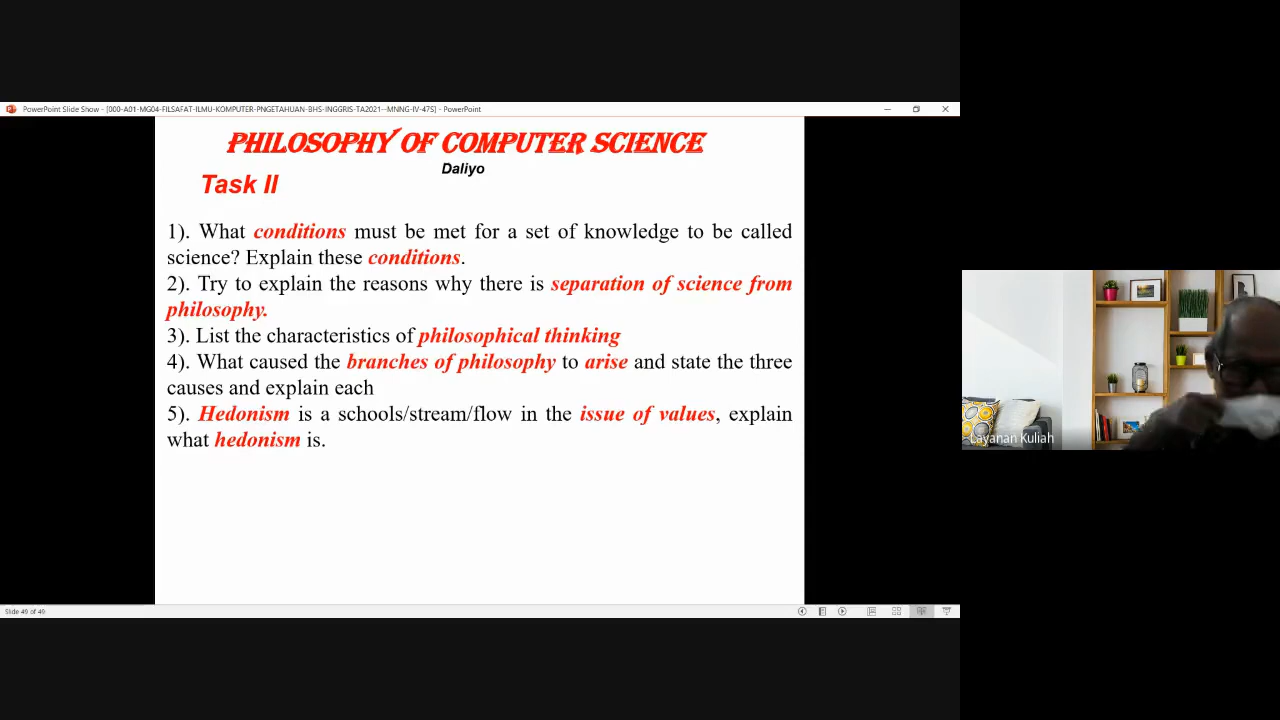 PowerPoint Slide Show - [000-A01-MG04-FILSAFAT-ILMU-KOMPUTER-PNGETAHUAN-BHS-INGGRIS-TA2021--MNNG-IV-47S] - PowerPoint
PHILOSOPHY OF COMPUTER SCIENCE
Daliyo
Task II
1). What conditions must be met for a set of knowledge to be called
science? Explain these conditions.
2). Try to explain the reasons why there is separation of science from
philosophy.
3). List the characteristics of philosophical thinking
4). What caused the branches of philosophy to arise and state the three
causes and explain each
5). Hedonism is a schools/stream/flow in the issue of values, explain
what hedonism is.
Layanan Kuliah
Slide 49 of 49